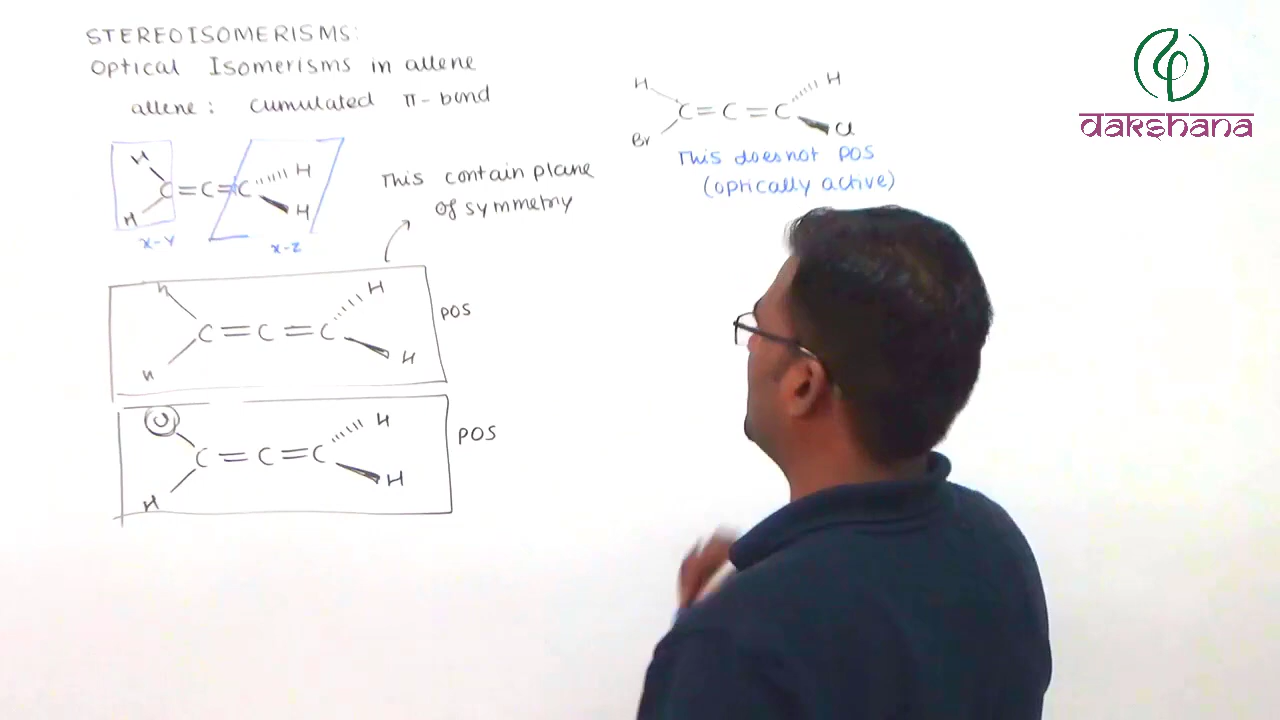 STEREOISOMERISMS:
Optical Isomerisms in allene
allene: cumulated π-bond
H
C=C=C
H
H
H
x-Y
x-Z
This contain plane
of symmetry
H
C=C=C
H
H
H
POS
C=C=C
H
H
H
POS
H
C=C=C
H
Br
Cl
This does not POS
(optically active)
dakshana